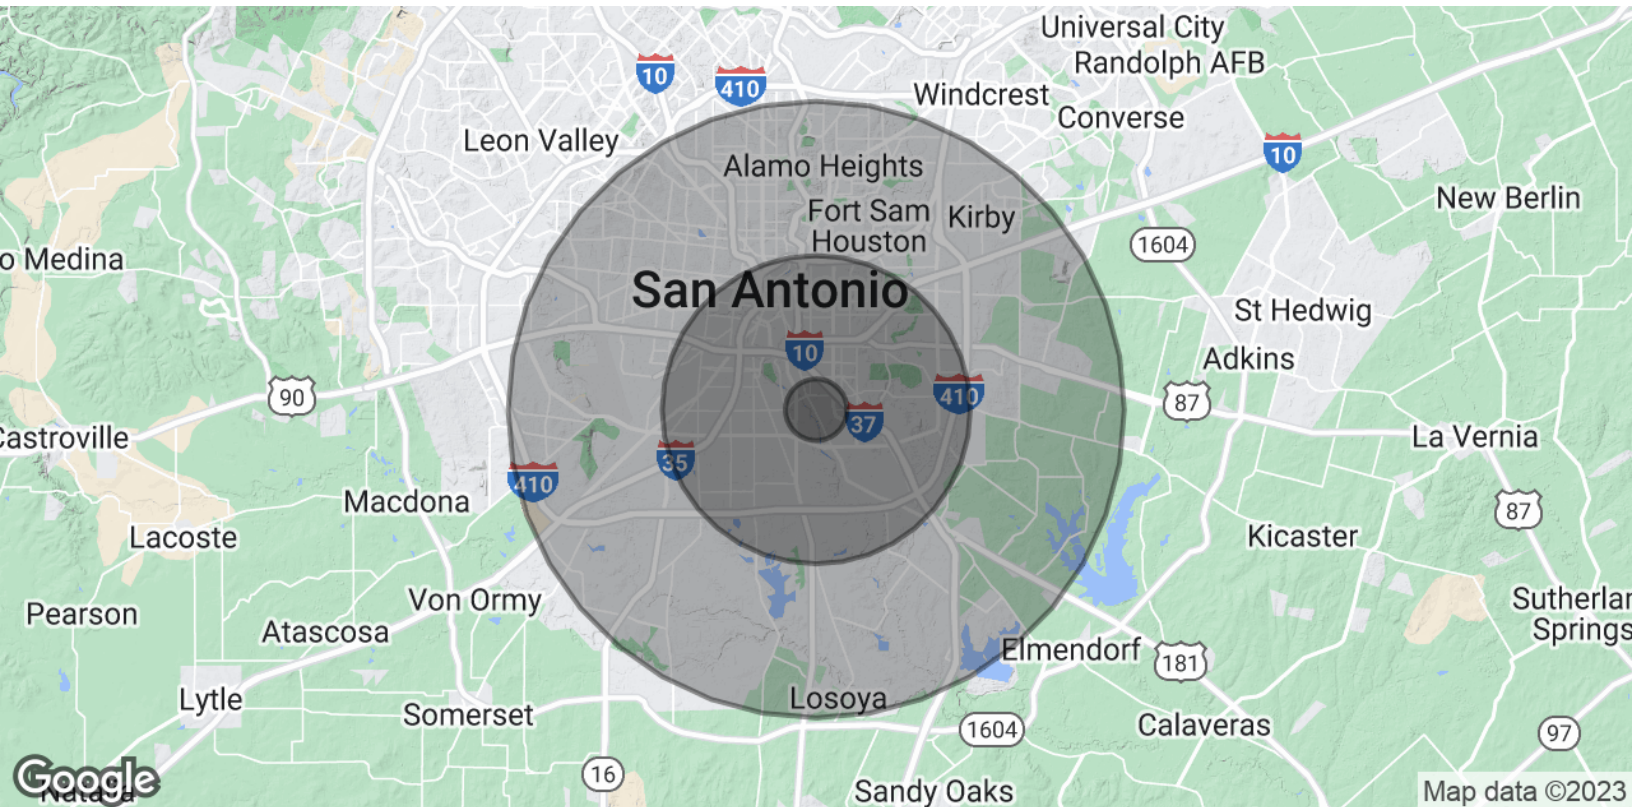 Universal City
Randolph AFB
10
410
Windcrest
Converse
Leon Valley
10
Alamo Heights
New Berlin
Fort Sam
Houston
Kirby
1604
o Medina
San Antonio
St Hedwig
10
Adkins
90
410
87
37
Castroville
La Vernia
35
410
Macdona
87
Lacoste
Kicaster
Von Ormy
Sutherlar
Springs
Pearson
Atascosa
Elmendorf
181
Lytle
Losoya
Somerset
Calaveras
1604
97
16
Google
Natalia
Sandy Oaks
Map data ©2023